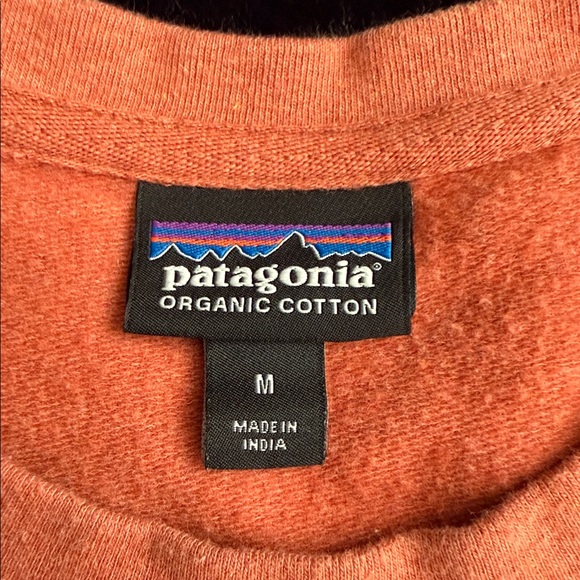 patagonia®
ORGANIC COTTON
M
MADE IN
INDIA